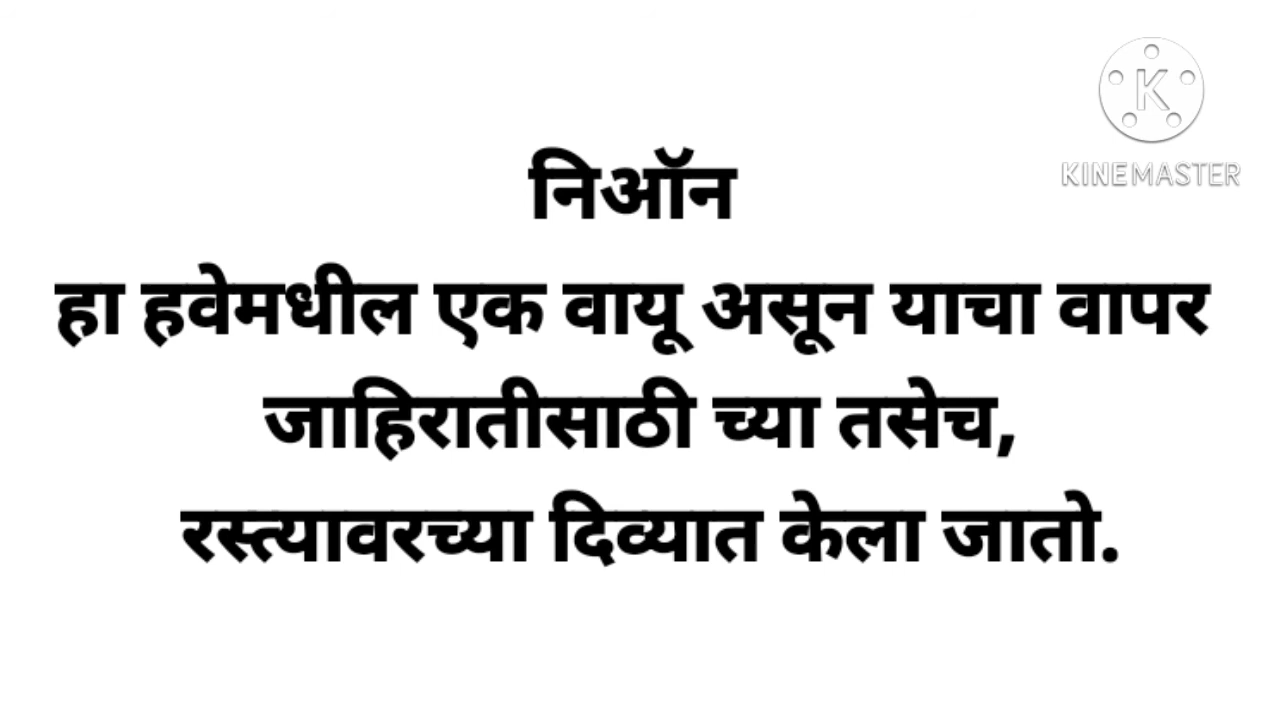 K
KINEMASTER
निऑन
हा हवेमधील एक वायू असून याचा वापर
जाहिरातीसाठी च्या तसेच,
रस्त्यावरच्या दिव्यात केला जातो.